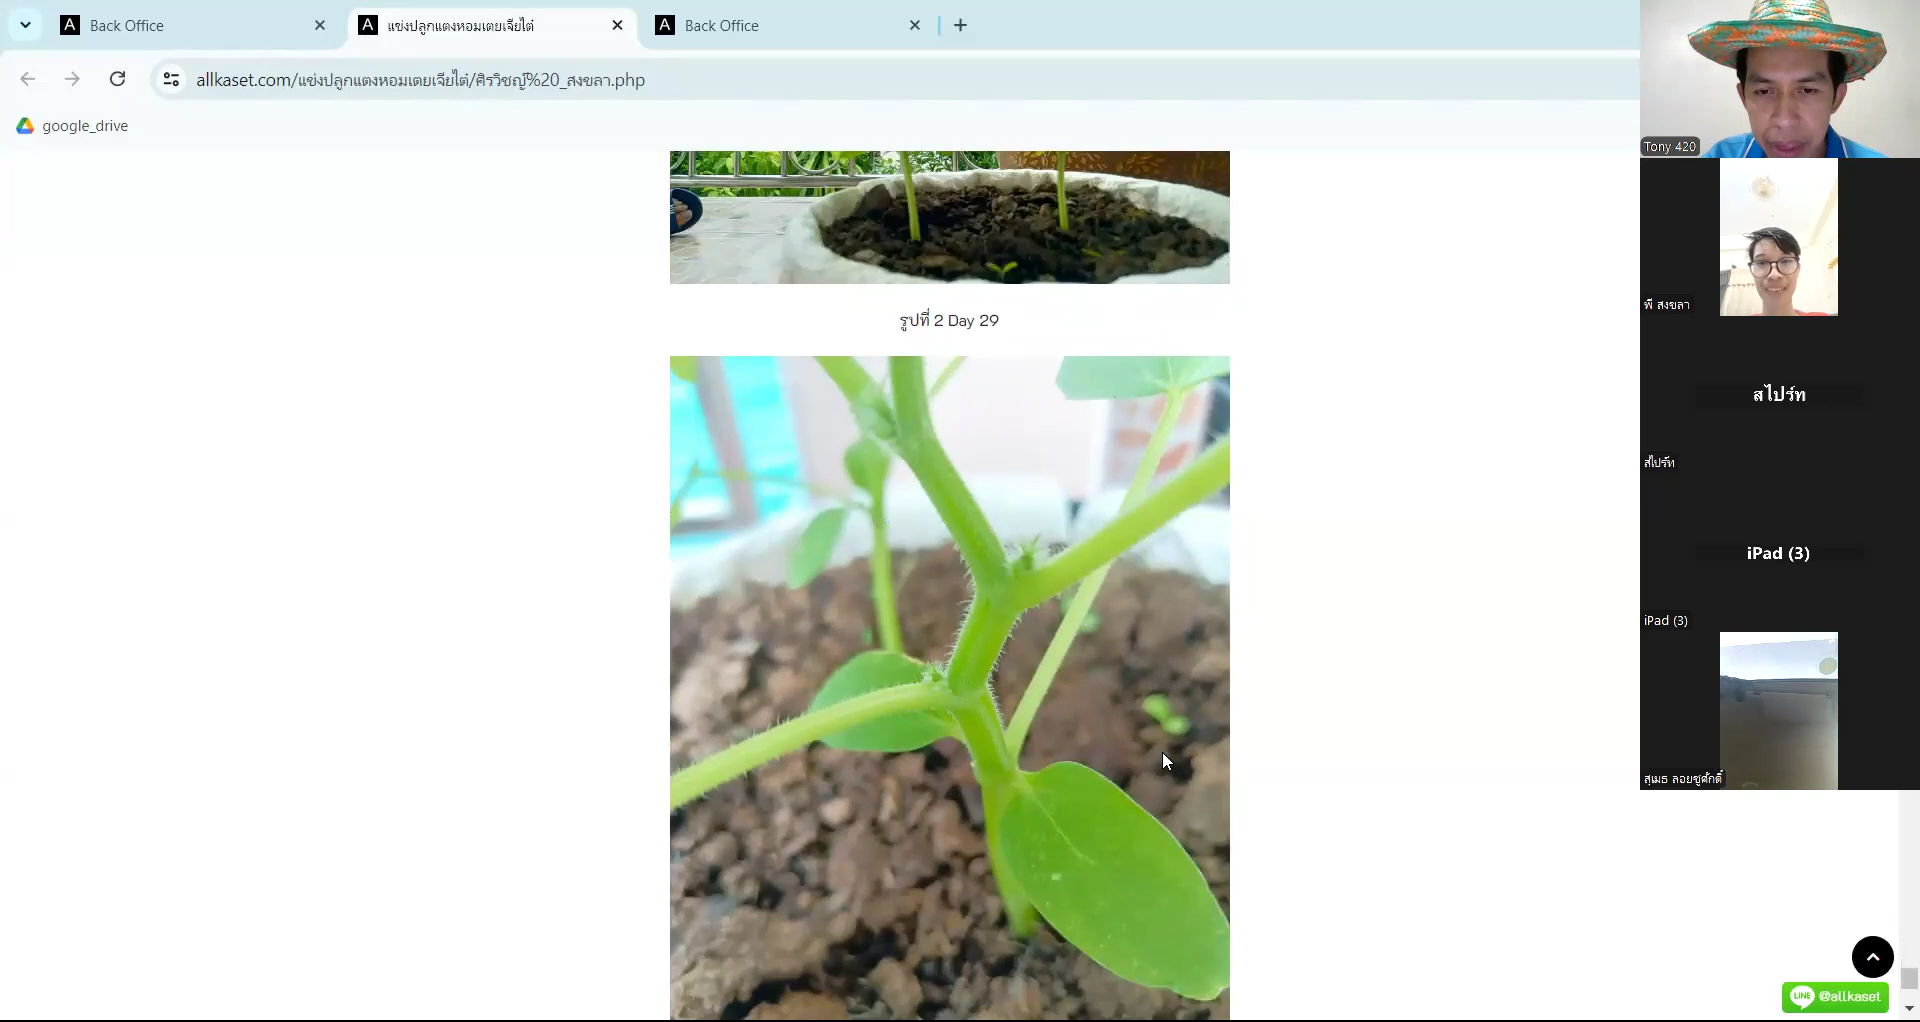 Back Office
แข่งปลูกแตงหอมเตยเจียไต๋
Back Office
allkaset.com/แข่งปลูกแตงหอมเตยเจียไต๋/ศิรวิชญ์%20_สงขลา.php
google_drive
รูปที่ 2 Day 29
Tony 420
พี สงขลา
สไปร์ท
สไปร์ท
iPad (3)
iPad (3)
สุเมธ ลอยชูศักดิ์
LINE @allkaset